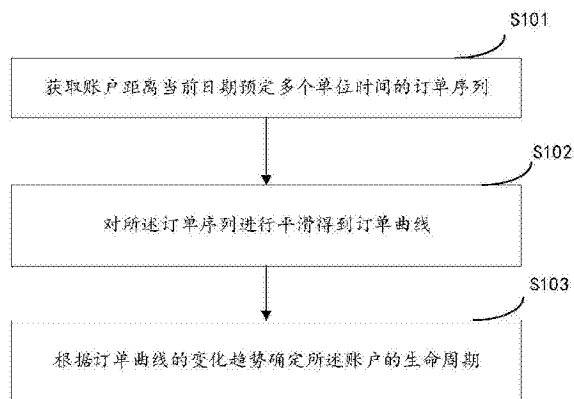 S101
获取账户距离当前日期预定多个单位时间的订单序列
S102
对所述订单序列进行平滑得到订单曲线
S103
根据订单曲线的变化趋势确定所述账户的生命周期